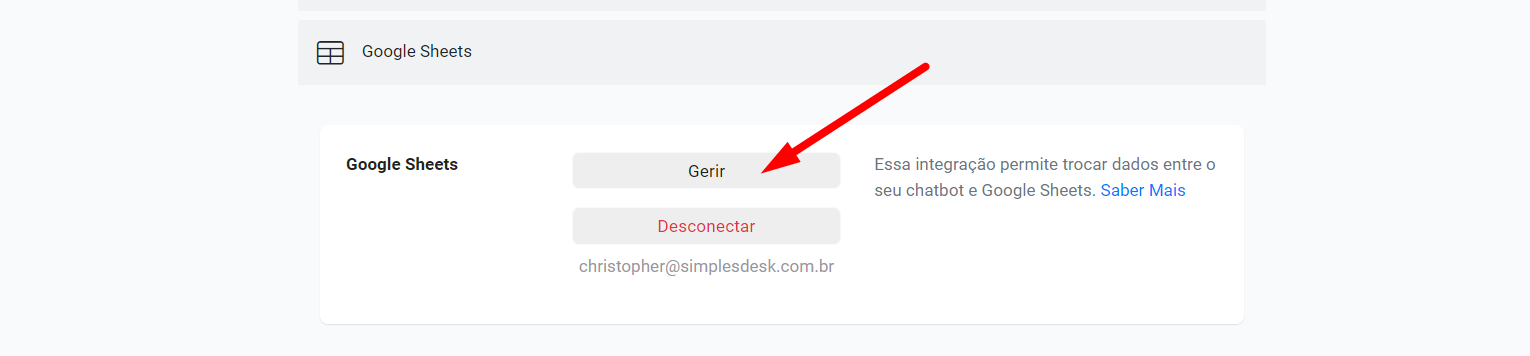 Google Sheets
Google Sheets
Gerir
Desconectar
christopher@simplesdesk.com.br
Essa integração permite trocar dados entre o
seu chatbot e Google Sheets. Saber Mais